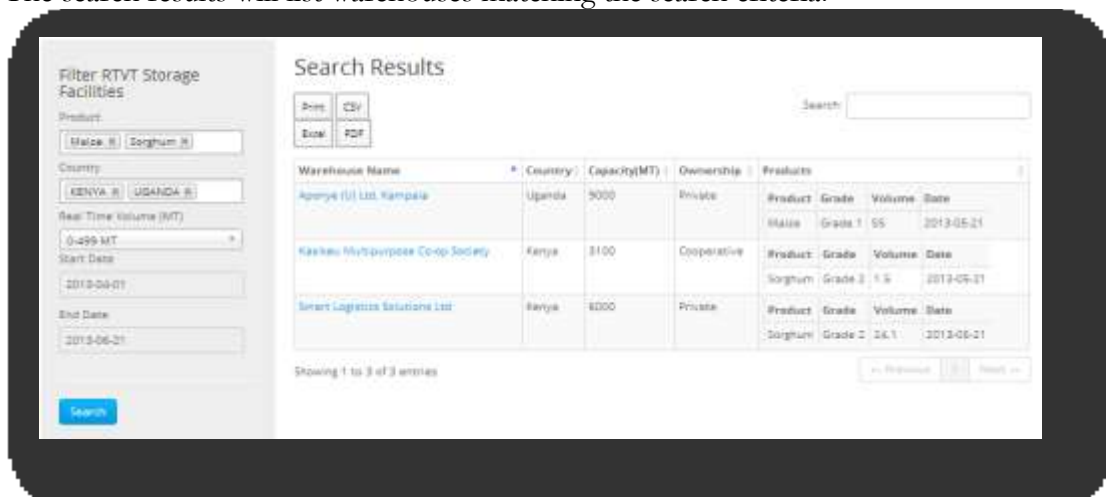 The search results will list warehouses matching the search criteria.
Filter RTVT Storage
Facilities
Product
Maize x Sorghum x
Country
KENYA x UGANDA x
Real Time Volume (MT)
0-499 MT
Start Date
2013-04-01
End Date
2013-06-21
Search
Search Results
Print CSV
Excel PDF
Search:
Warehouse Name Country Capacity(MT) Ownership Products
Aponye (U) Ltd, Kampala Uganda 9000 Private
Product Grade Volume Date
Maize Grade 1 55 2013-05-21
Multipurpose Co-op Society Kenya 3100 Cooperative
Product Grade Volume Date
Sorghum Grade 1.5 2013-05-21
Smart Logistics Solutions Ltd Kenya 6000 Private
Product Grade Volume Date
Sorghum Grade 2 24.1 2013-06-21
Showing 1 to 3 of 3 entries
← Previous 1 Next →